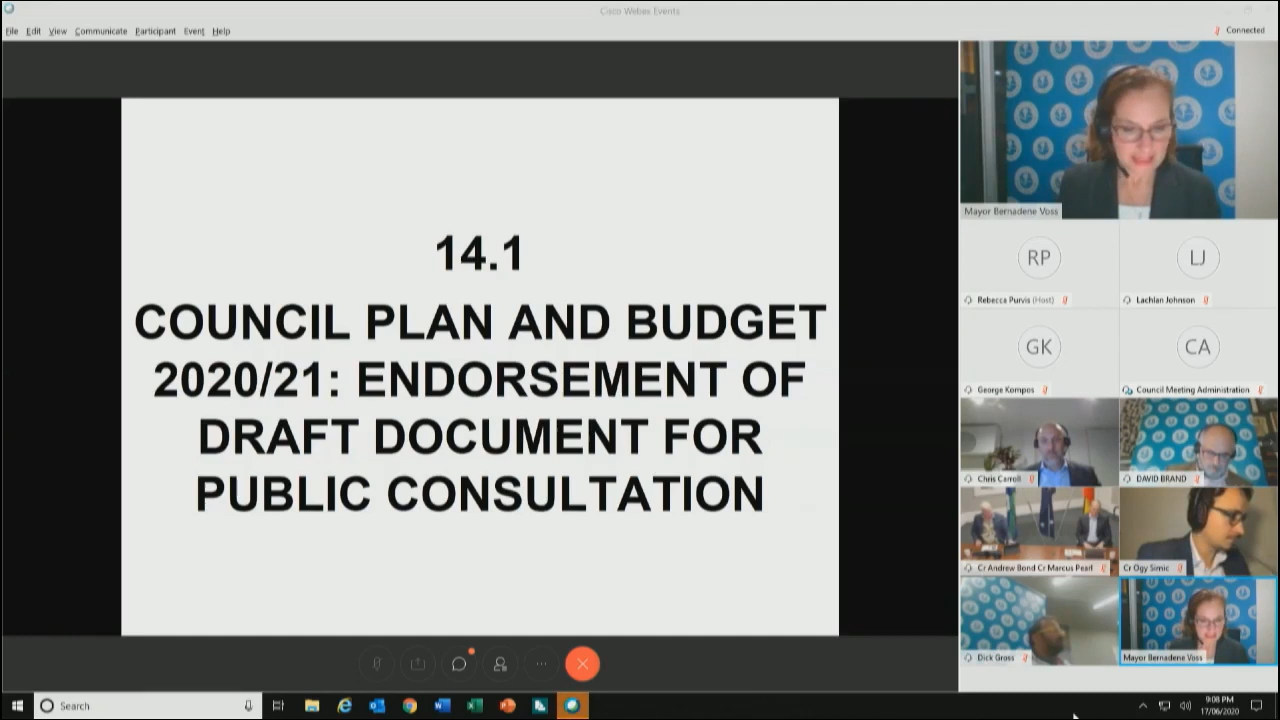 Cisco Webex Events
File Edit View Communicate Participant Event Help
Connected
14.1
COUNCIL PLAN AND BUDGET
2020/21: ENDORSEMENT OF
DRAFT DOCUMENT FOR
PUBLIC CONSULTATION
Mayor Bernadene Voss
RP
LJ
Rebecca Purvis (Host)
Lachlan Johnson
GK
CA
George Kompos
Council Meeting Administration
Chris Carroll
DAVID BRAND
Cr Andrew Bond Cr Marcus Pearl
Cr Ogy Simic
Dick Gross
Mayor Bernadene Voss
Search
9:08 PM
17/06/2020